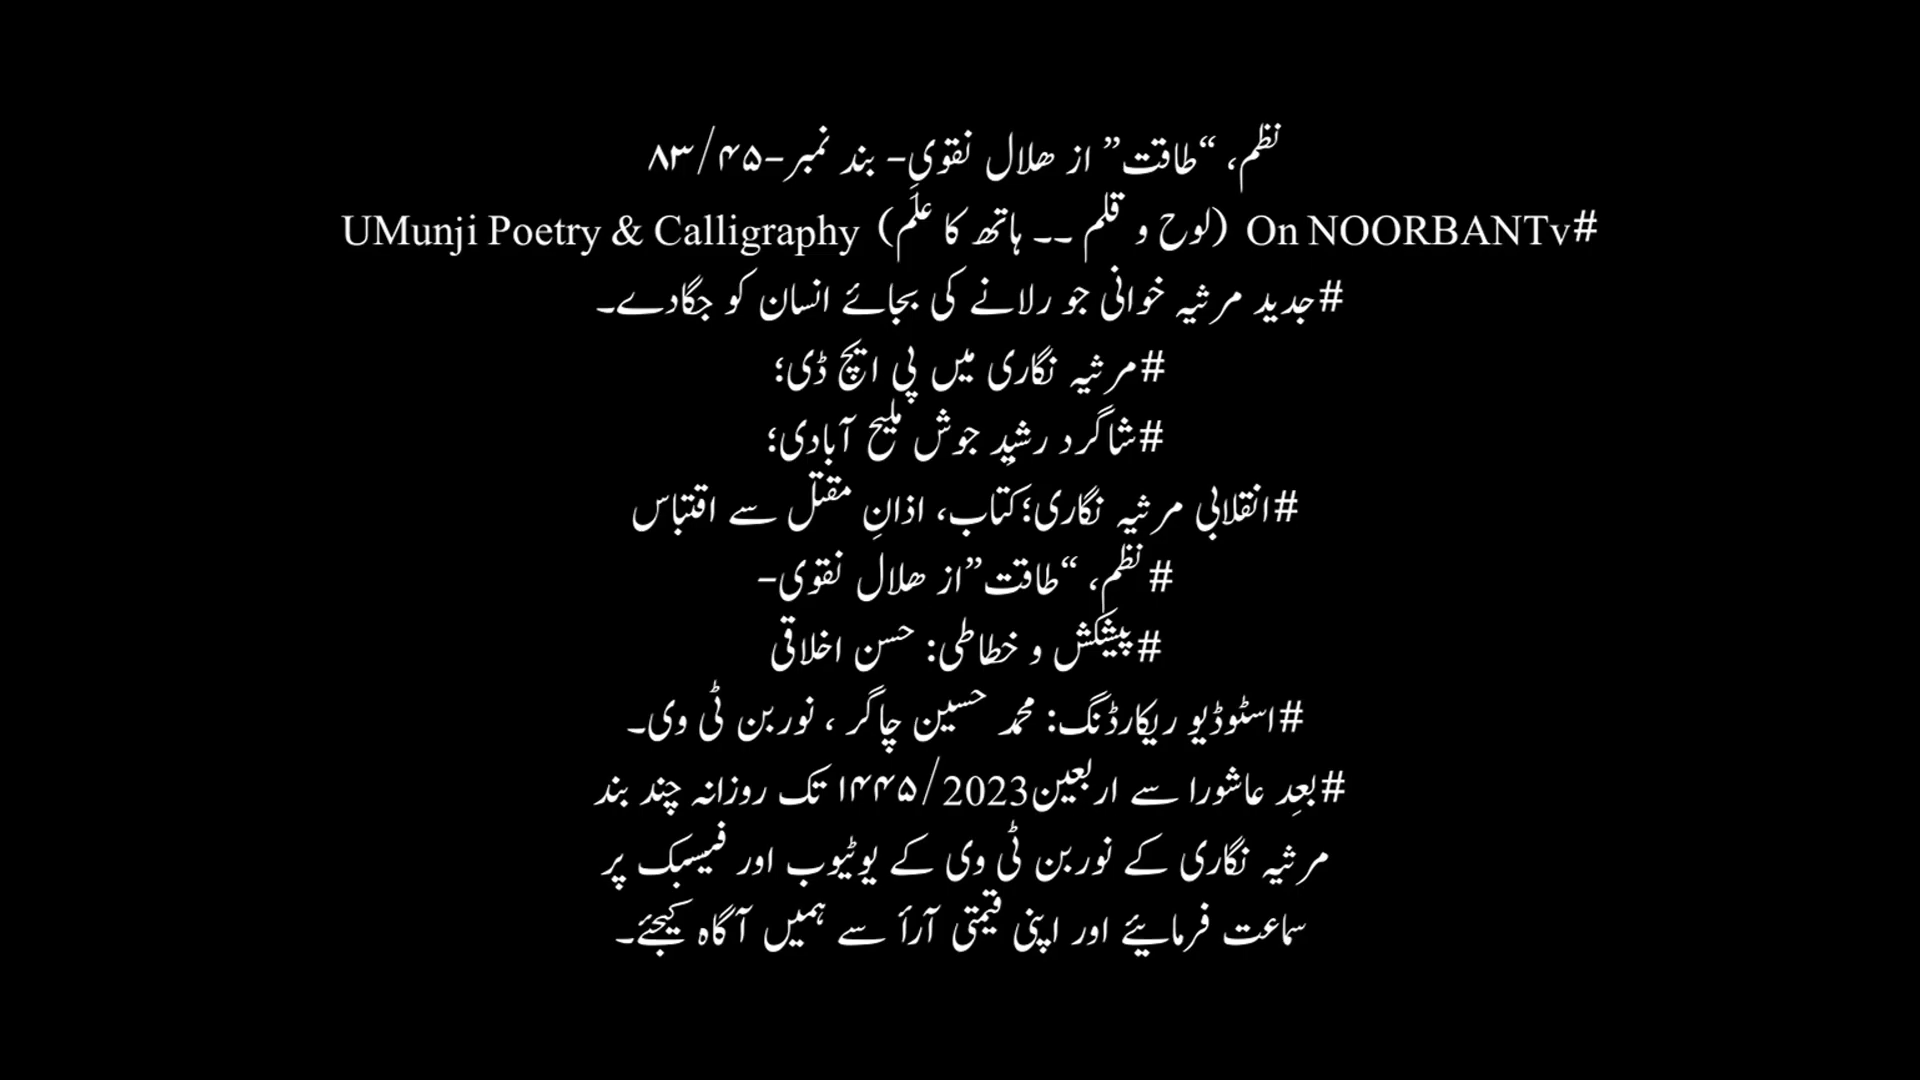 نظم، “طاقت” از ھلال نقوی۔ بند نمبر-۸۳/۴۵
#UMunji Poetry & Calligraphy (لوح و قلم ۔۔ ہاتھ کا علَم) On NOORBANTv
#جدید مرثیہ خوانی جو رلانے کی بجائے انسان کو جگادے۔
#مرثیہ نگاری میں پی ایچ ڈی؛
#شاگرد رشیدِ جوش ملیح آبادی؛
#انقلابی مرثیہ نگاری؛کتاب، اذانِ مقتل سے اقتباس
#نظم، “طاقت”از ھلال نقوی-
#پیشکش و خطاطی: حسن اخلاقی
#اسٹوڈیو ریکارڈنگ: محمد حسین چاگر ، نوربن ٹی وی۔
#بعدِ عاشورا سے اربعین2023/۱۴۴۵ تک روزانہ چند بند
مرثیہ نگاری کے نوربن ٹی وی کے یوٹیوب اور فیسبک پر
سماعت فرمایئے اور اپنی قیمتی آرأ سے ہمیں آگاہ کیجئے۔